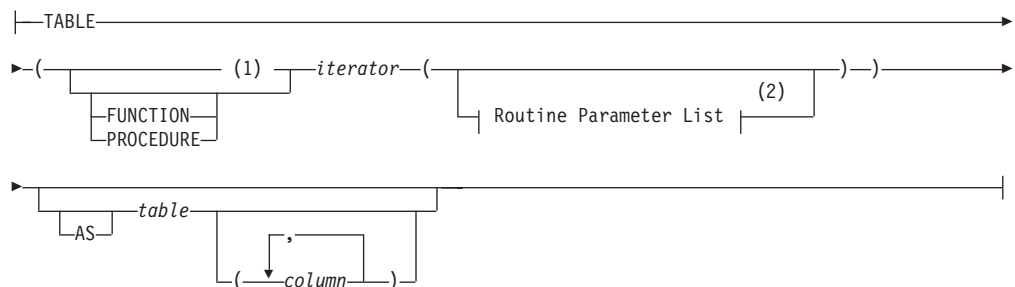 TABLE
( (1) iterator ( ) )
(2)
FUNCTION Routine Parameter List
PROCEDURE
table
AS ,
( column )